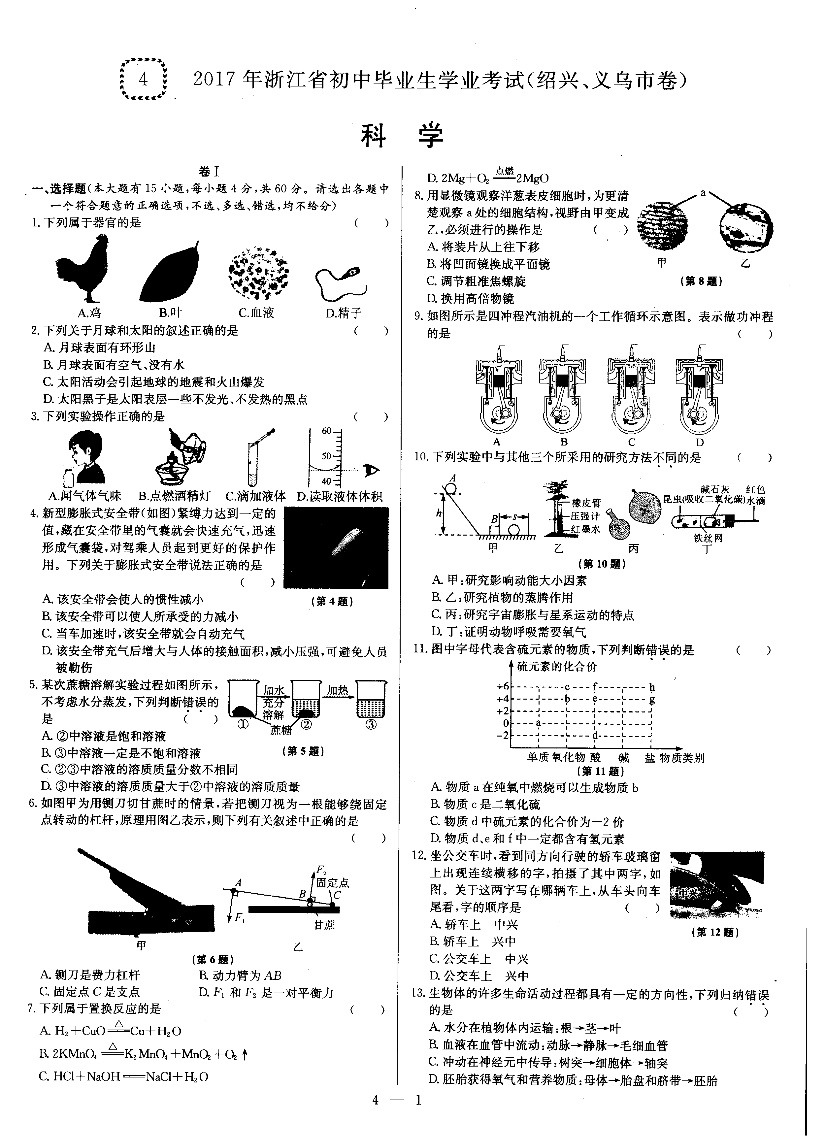 4
2017年浙江省初中毕业生学业考试(绍兴、义乌市卷)
科 学
卷Ⅰ
一、选择题(本大题有15小题,每小题4分,共60分。请选出各题中
一个符合题意的正确选项,不选、多选、错选,均不给分)
1.下列属于器官的是 ( )
A.鸡 B.叶 C.血液 D.精子
2.下列关于月球和太阳的叙述正确的是 ( )
A.月球表面有环形山
B.月球表面有空气、没有水
C.太阳活动会引起地球的地震和火山爆发
D.太阳黑子是太阳表层一些不发光、不发热的黑点
3.下列实验操作正确的是 ( )
60
50
40
A.闻气体气味 B.点燃酒精灯 C.滴加液体 D.读取液体体积
4.新型膨胀式安全带(如图)紧缚力达到一定的
值,藏在安全带里的气囊就会快速充气,迅速
形成气囊袋,对驾乘人员起到更好的保护作
用。下列关于膨胀式安全带说法正确的是
( )
A.该安全带会使人的惯性减小
(第4题)
B.该安全带可以使人所承受的力减小
C.当车加速时,该安全带就会自动充气
D.该安全带充气后增大与人体的接触面积,减小压强,可避免人员
被勒伤
5.某次蔗糖溶解实验过程如图所示,
不考虑水分蒸发,下列判断错误的
是 ( )
加水
充分
溶解
加热
① ② ③
蔗糖
(第5题)
A.②中溶液是饱和溶液
B.③中溶液一定是不饱和溶液
C.②③中溶液的溶质质量分数不相同
D.③中溶液的溶质质量大于②中溶液的溶质质量
6.如图甲为用铡刀切甘蔗时的情景,若把铡刀视为一根能够绕固定
点转动的杠杆,原理用图乙表示,则下列有关叙述中正确的是
( )
A
B
C
F₂
固定点
F₁
甘蔗
甲 乙
(第6题)
A.铡刀是费力杠杆 B.动力臂为AB
C.固定点C是支点 D.F₁和F₂是一对平衡力
7.下列属于置换反应的是 ( )
A. H₂+CuO△══Cu+H₂O
B. 2KMnO₄△══K₂MnO₄+MnO₂+O₂↑
C. HCl+NaOH══NaCl+H₂O
D. 2Mg+O₂点燃══2MgO
8.用显微镜观察洋葱表皮细胞时,为更清
楚观察a处的细胞结构,视野由甲变成
乙,必须进行的操作是 ( )
A.将装片从上往下移
B.将凹面镜换成平面镜
C.调节粗准焦螺旋
D.换用高倍物镜
a
甲 乙
(第8题)
9.如图所示是四冲程汽油机的一个工作循环示意图。表示做功冲程
的是 ( )
A B C D
10.下列实验中与其他三个所采用的研究方法不同的是 ( )
A
h
B
s
甲
橡皮管
压强计
红墨水
乙
丙
昆虫
碱石灰
(吸收二氧化碳)
红色
水滴
铁丝网
丁
(第10题)
A.甲:研究影响动能大小因素
B.乙:研究植物的蒸腾作用
C.丙:研究宇宙膨胀与星系运动的特点
D.丁:证明动物呼吸需要氧气
11.图中字母代表含硫元素的物质,下列判断错误的是 ( )
硫元素的化合价
+6 c f h
+4 b e g
+2
0 a
-2 d
单质 氧化物 酸 碱 盐 物质类别
(第11题)
A.物质a在纯氧中燃烧可以生成物质b
B.物质c是二氧化硫
C.物质d中硫元素的化合价为-2价
D.物质d、e和f中一定都含有氢元素
12.坐公交车时,看到同方向行驶的轿车玻璃窗
上出现连续横移的字,拍摄了其中两字,如
图。关于这两字写在哪辆车上,从车头向车
尾看,字的顺序是 ( )
A.轿车上 中兴
B.轿车上 兴中
C.公交车上 中兴
D.公交车上 兴中
(第12题)
13.生物体的许多生命活动过程都具有一定的方向性,下列归纳错误
的是 ( )
A.水分在植物体内运输:根→茎→叶
B.血液在血管中流动:动脉→静脉→毛细血管
C.冲动在神经元中传导:树突→细胞体→轴突
D.胚胎获得氧气和营养物质:母体→胎盘和脐带→胚胎
4 — 1